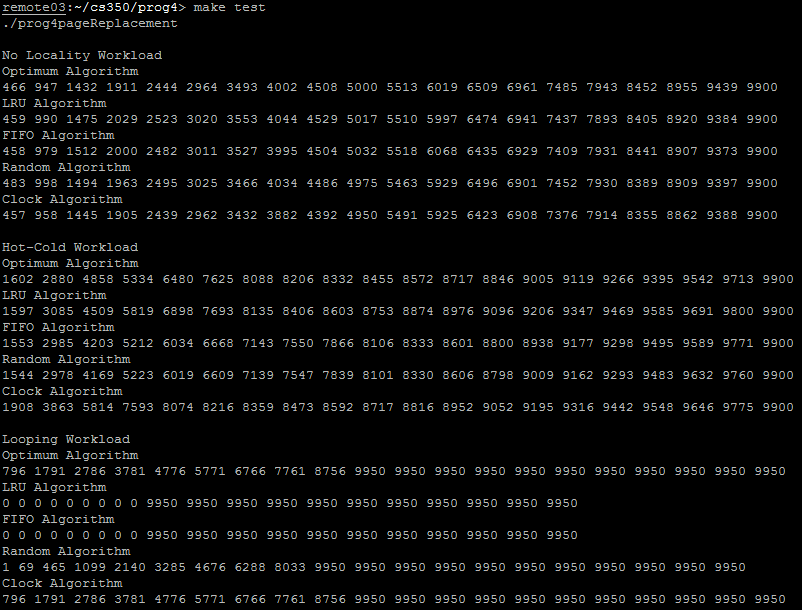 remote03:~/cs350/prog4> make test
./prog4pageReplacement
No Locality Workload
Optimum Algorithm
466 947 1432 1911 2444 2964 3493 4002 4508 5000 5513 6019 6509 6961 7485 7943 8452 8955 9439 9900
LRU Algorithm
459 990 1475 2029 2523 3020 3553 4044 4529 5017 5510 5997 6474 6941 7437 7893 8405 8920 9384 9900
FIFO Algorithm
458 979 1512 2000 2482 3011 3527 3995 4504 5032 5518 6068 6435 6929 7409 7931 8441 8907 9373 9900
Random Algorithm
483 998 1494 1963 2495 3025 3466 4034 4486 4975 5463 5929 6496 6901 7452 7930 8389 8909 9397 9900
Clock Algorithm
457 958 1445 1905 2439 2962 3432 3882 4392 4950 5491 5925 6423 6908 7376 7914 8355 8862 9388 9900
Hot-Cold Workload
Optimum Algorithm
1602 2880 4858 5334 6480 7625 8088 8206 8332 8455 8572 8717 8846 9005 9119 9266 9395 9542 9713 9900
LRU Algorithm
1597 3085 4509 5819 6898 7693 8135 8406 8603 8753 8874 8976 9096 9206 9347 9469 9585 9691 9800 9900
FIFO Algorithm
1553 2985 4203 5212 6034 6668 7143 7550 7866 8106 8333 8601 8800 8938 9177 9298 9495 9589 9771 9900
Random Algorithm
1544 2978 4169 5223 6019 6609 7139 7547 7839 8101 8330 8606 8798 9009 9162 9293 9483 9632 9760 9900
Clock Algorithm
1908 3863 5814 7593 8074 8216 8359 8473 8592 8717 8816 8952 9052 9195 9316 9442 9548 9646 9775 9900
Looping Workload
Optimum Algorithm
796 1791 2786 3781 4776 5771 6766 7761 8756 9950 9950 9950 9950 9950 9950 9950 9950 9950 9950 9950
LRU Algorithm
0 0 0 0 0 0 0 0 0 9950 9950 9950 9950 9950 9950 9950 9950 9950 9950 9950
FIFO Algorithm
0 0 0 0 0 0 0 0 0 9950 9950 9950 9950 9950 9950 9950 9950 9950 9950 9950
Random Algorithm
1 69 465 1099 2140 3285 4676 6288 8033 9950 9950 9950 9950 9950 9950 9950 9950 9950 9950 9950
Clock Algorithm
796 1791 2786 3781 4776 5771 6766 7761 8756 9950 9950 9950 9950 9950 9950 9950 9950 9950 9950 9950